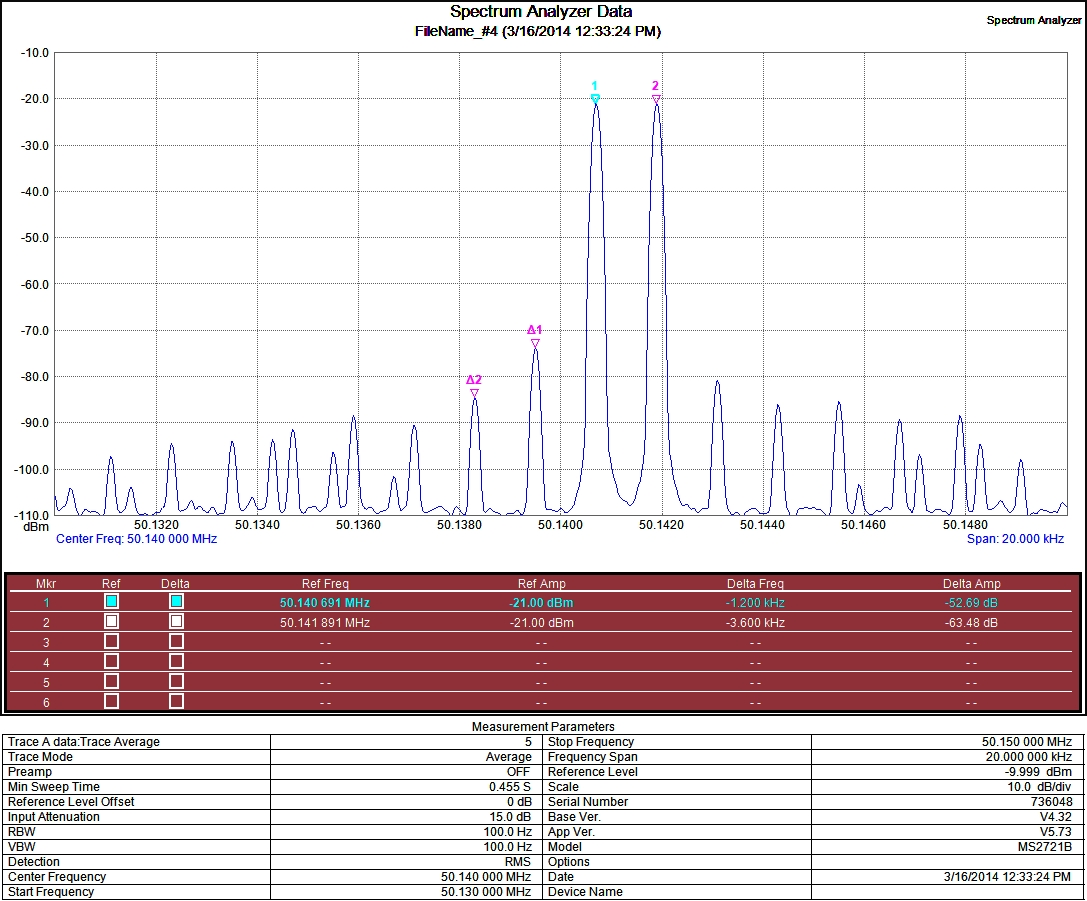 Spectrum Analyzer Data
FileName_#4 (3/16/2014 12:33:24 PM)
Spectrum Analyzer
-10.0
1 2
-20.0
-30.0
-40.0
-50.0
-60.0
-70.0
Δ1
-80.0
Δ2
-90.0
-100.0
-110.0
dBm
50.1320 50.1340 50.1360 50.1380 50.1400 50.1420 50.1440 50.1460 50.1480
Center Freq: 50.140 000 MHz Span: 20.000 kHz
Mkr Ref Delta Ref Freq Ref Amp Delta Freq Delta Amp
1 50.140 691 MHz -21.00 dBm -1.200 kHz -52.69 dB
2 50.141 891 MHz -21.00 dBm -3.600 kHz -63.48 dB
3 -- -- -- --
4 -- -- -- --
5 -- -- -- --
6 -- -- -- --
Measurement Parameters
Trace A data:Trace Average 5 Stop Frequency 50.150 000 MHz
Trace Mode Average Frequency Span 20.000 000 kHz
Preamp OFF Reference Level -9.999 dBm
Min Sweep Time 0.455 S Scale 10.0 dB/div
Reference Level Offset 0 dB Serial Number 736048
Input Attenuation 15.0 dB Base Ver. V4.32
RBW 100.0 Hz App Ver. V5.73
VBW 100.0 Hz Model MS2721B
Detection RMS Options
Center Frequency 50.140 000 MHz Date 3/16/2014 12:33:24 PM
Start Frequency 50.130 000 MHz Device Name